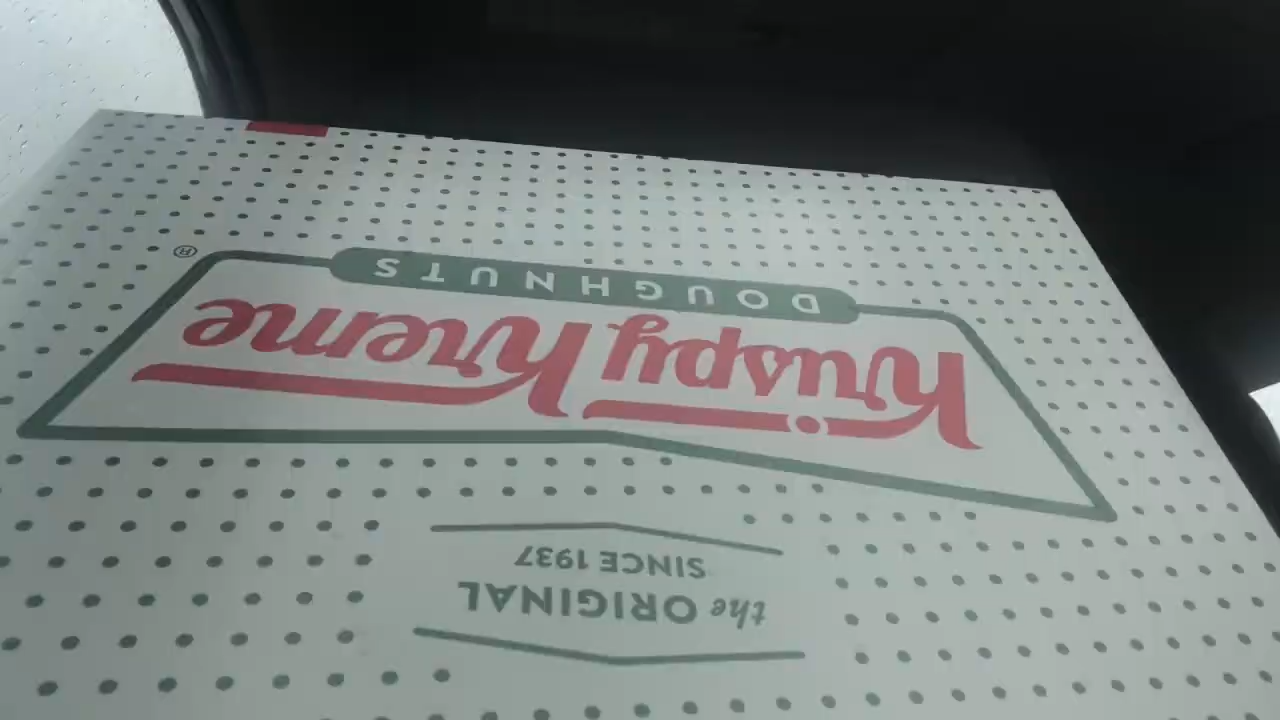 the ORIGINAL
SINCE 1937
Krispy Kreme
DOUGHNUTS
®